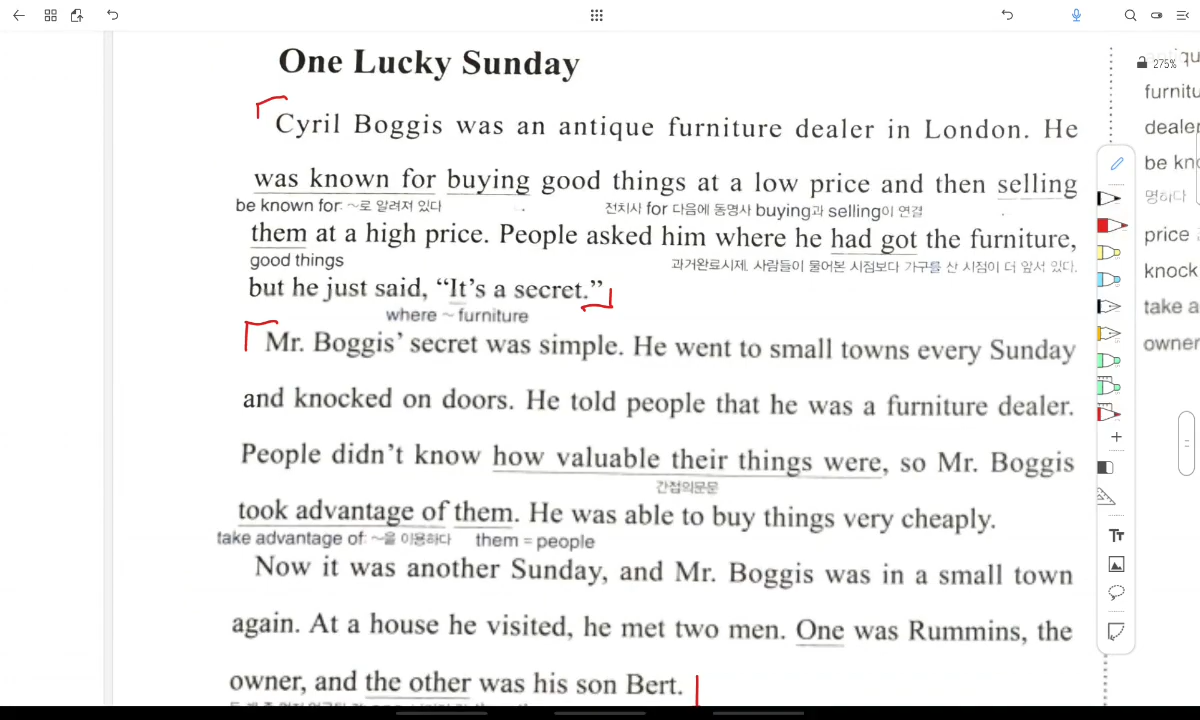 275%
One Lucky Sunday
Cyril Boggis was an antique furniture dealer in London. He
was known for buying good things at a low price and then selling
be known for: ~로 알려져 있다
전치사 for 다음에 동명사 buying과 selling이 연결
them at a high price. People asked him where he had got the furniture,
good things
과거완료시제. 사람들이 물어본 시점보다 가구를 산 시점이 더 앞서 있다.
but he just said, “It’s a secret.”
where ~ furniture
Mr. Boggis’ secret was simple. He went to small towns every Sunday
and knocked on doors. He told people that he was a furniture dealer.
People didn’t know how valuable their things were, so Mr. Boggis
간접의문문
took advantage of them. He was able to buy things very cheaply.
take advantage of: ~을 이용하다
them = people
Now it was another Sunday, and Mr. Boggis was in a small town
again. At a house he visited, he met two men. One was Rummins, the
owner, and the other was his son Bert.
furnitu
dealer
be kno
명하다
price
knock
take a
owner
Tт